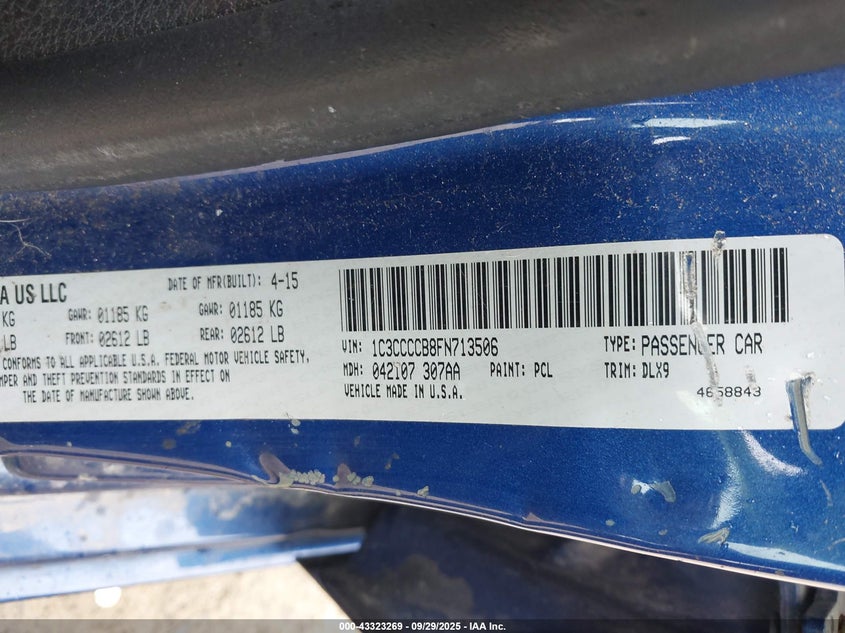 A US LLC
DATE OF MFR(BUILT): 4-15
KG GAWR: 01185 KG GAWR: 01185 KG
LB FRONT: 02612 LB REAR: 02612 LB
CONFORMS TO ALL APPLICABLE U.S.A. FEDERAL MOTOR VEHICLE SAFETY,
AND THEFT PREVENTION STANDARDS IN EFFECT ON
THE DATE OF MANUFACTURE SHOWN ABOVE.
VIN: 1C3CCCCB8FN713506 TYPE: PASSENGER CAR
MDH: 042107 307AA PAINT: PCL TRIM: DLX9
VEHICLE MADE IN U.S.A. 4658843
000-43323269 - 09/29/2025 - IAA Inc.